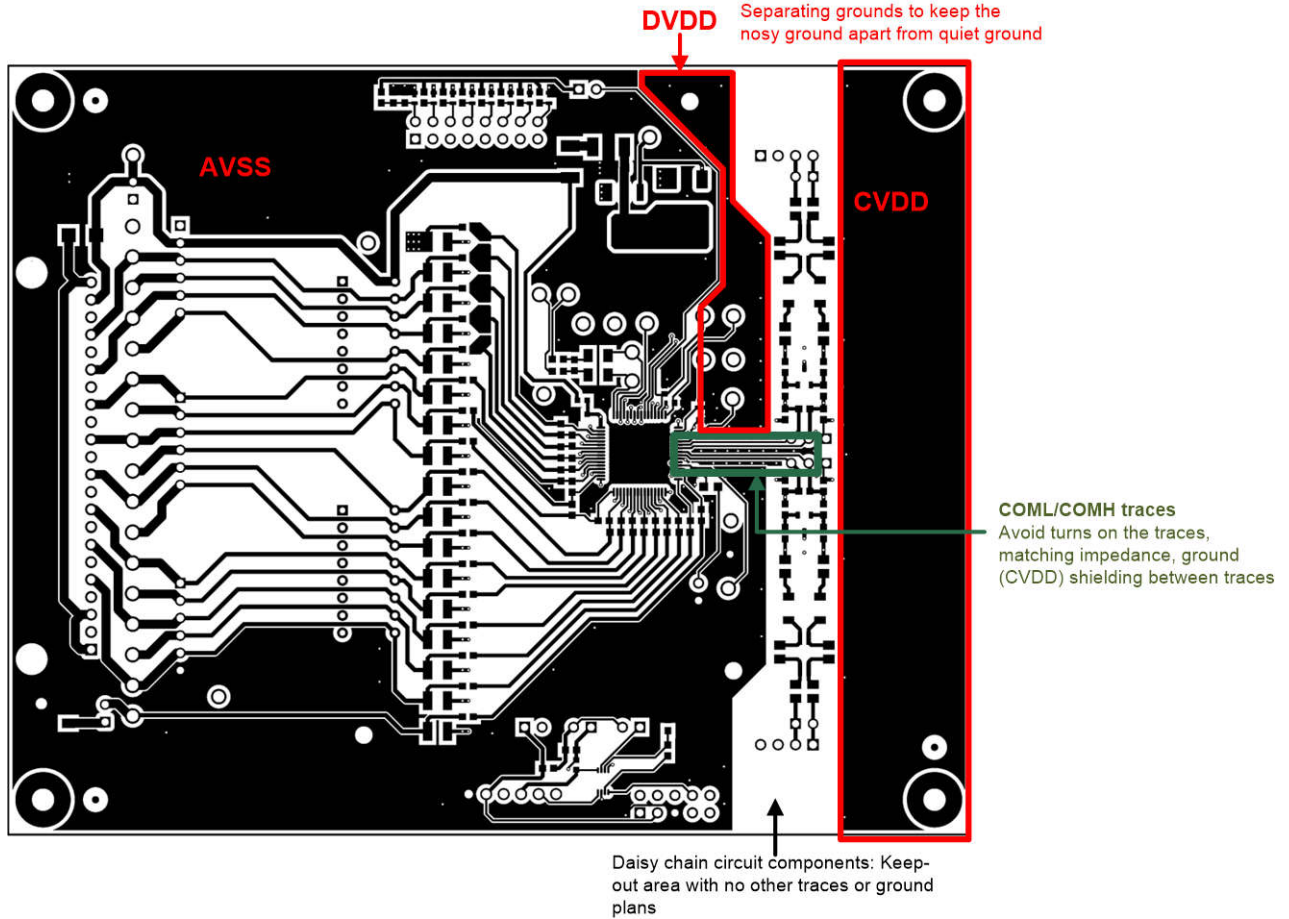 DVDD
Separating grounds to keep the
nosy ground apart from quiet ground
AVSS
CVDD
COML/COMH traces
Avoid turns on the traces,
matching impedance, ground
(CVDD) shielding between traces
Daisy chain circuit components: Keep-
out area with no other traces or ground
plans